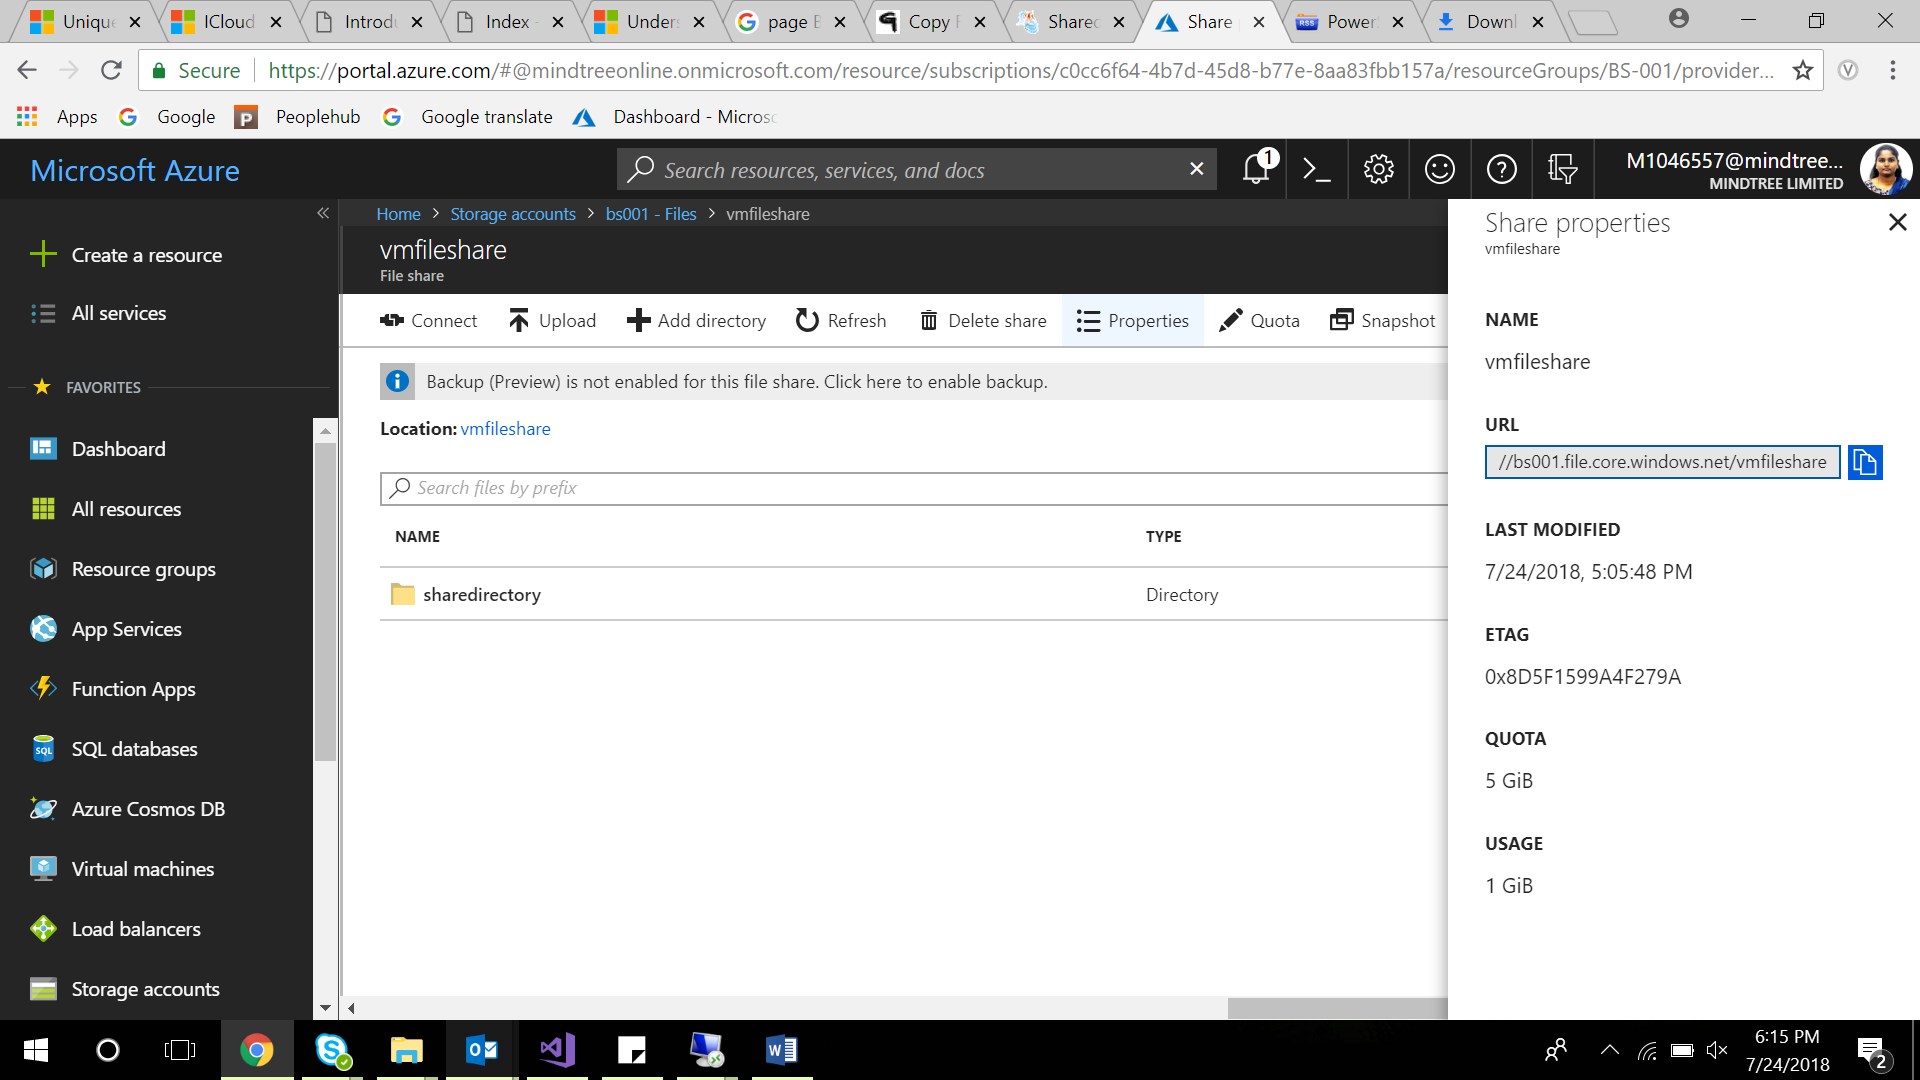 Unique
ICloud
Introdu
Index -
Unders
page B
Copy F
Shared
Share
Power
Downl
Secure
https://portal.azure.com/#@mindtreeonline.onmicrosoft.com/resource/subscriptions/c0cc6f64-4b7d-45d8-b77e-8aa83fbb157a/resourceGroups/BS-001/provider...
Apps
Google
Peoplehub
Google translate
Dashboard - Microso
Microsoft Azure
Search resources, services, and docs
1
M1046557@mindtree...
MINDTREE LIMITED
Home > Storage accounts > bs001 - Files > vmfileshare
Create a resource
All services
FAVORITES
Dashboard
All resources
Resource groups
App Services
Function Apps
SQL databases
Azure Cosmos DB
Virtual machines
Load balancers
Storage accounts
vmfileshare
File share
Connect
Upload
Add directory
Refresh
Delete share
Properties
Quota
Snapshot
Backup (Preview) is not enabled for this file share. Click here to enable backup.
Location: vmfileshare
Search files by prefix
NAME TYPE
sharedirectory Directory
Share properties
vmfileshare
NAME
vmfileshare
URL
//bs001.file.core.windows.net/vmfileshare
LAST MODIFIED
7/24/2018, 5:05:48 PM
ETAG
0x8D5F1599A4F279A
QUOTA
5 GiB
USAGE
1 GiB
6:15 PM
7/24/2018
2